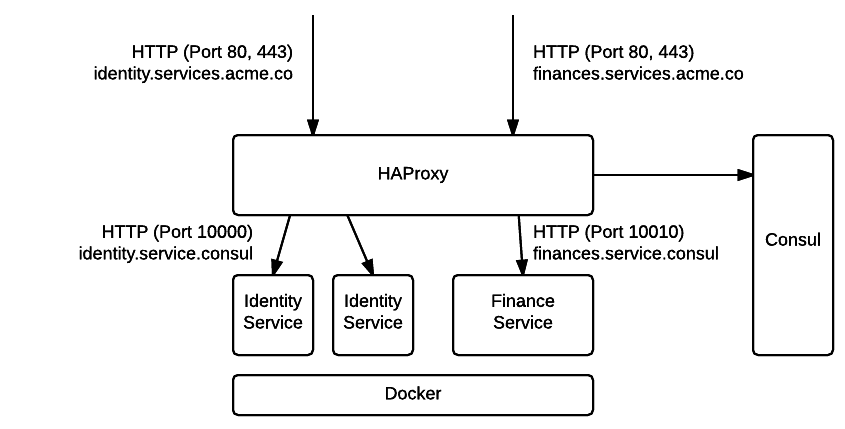 HTTP (Port 80, 443)
identity.services.acme.co
HTTP (Port 80, 443)
finances.services.acme.co
HAProxy
Consul
HTTP (Port 10000)
identity.service.consul
HTTP (Port 10010)
finances.service.consul
Identity
Service
Identity
Service
Finance
Service
Docker